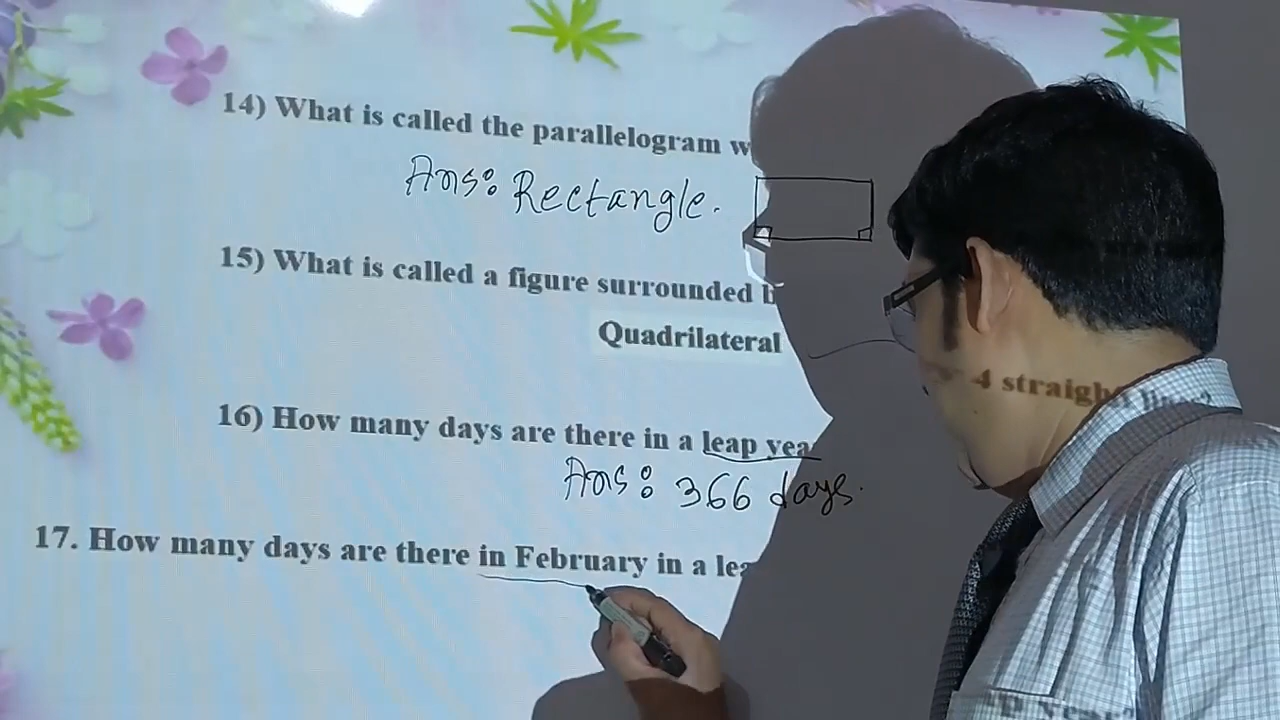 14) What is called the parallelogram
Ans: Rectangle.
15) What is called a figure surrounded
Quadrilateral
4 straight
16) How many days are there in a leap yea
Ans: 366 days.
17. How many days are there in February in a lea